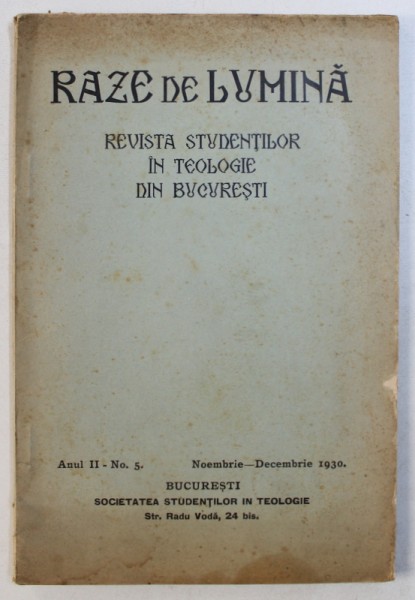 RAZE DE LUMINĂ
REVISTA STUDENȚILOR
ÎN TEOLOGIE
DIN BUCUREȘTI
Anul II - No. 5. Noembrie—Decembrie 1930.
BUCUREȘTI
SOCIETATEA STUDENȚILOR IN TEOLOGIE
Str. Radu Vodă, 24 bis.